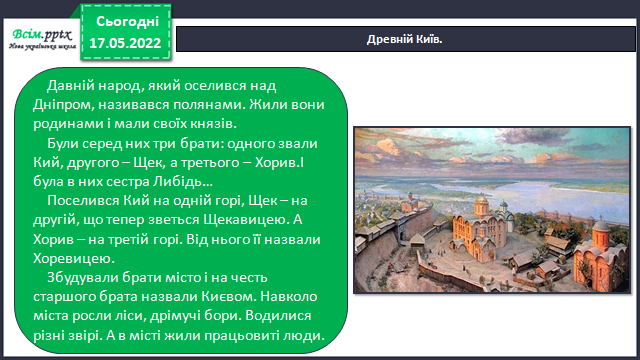 Всім.pptx
Нова українська школа
Сьогодні
17.05.2022
Древній Київ.
Давній народ, який оселився над
Дніпром, називався полянами. Жили вони
родинами і мали своїх князів.
Були серед них три брати: одного звали
Кий, другого – Щек, а третього – Хорив.І
була в них сестра Либідь…
Поселився Кий на одній горі, Щек – на
другій, що тепер зветься Щекавицею. А
Хорив – на третій горі. Від нього її назвали
Хоревицею.
Збудували брати місто і на честь
старшого брата назвали Києвом. Навколо
міста росли ліси, дрімучі бори. Водилися
різні звірі. А в місті жили працьовиті люди.